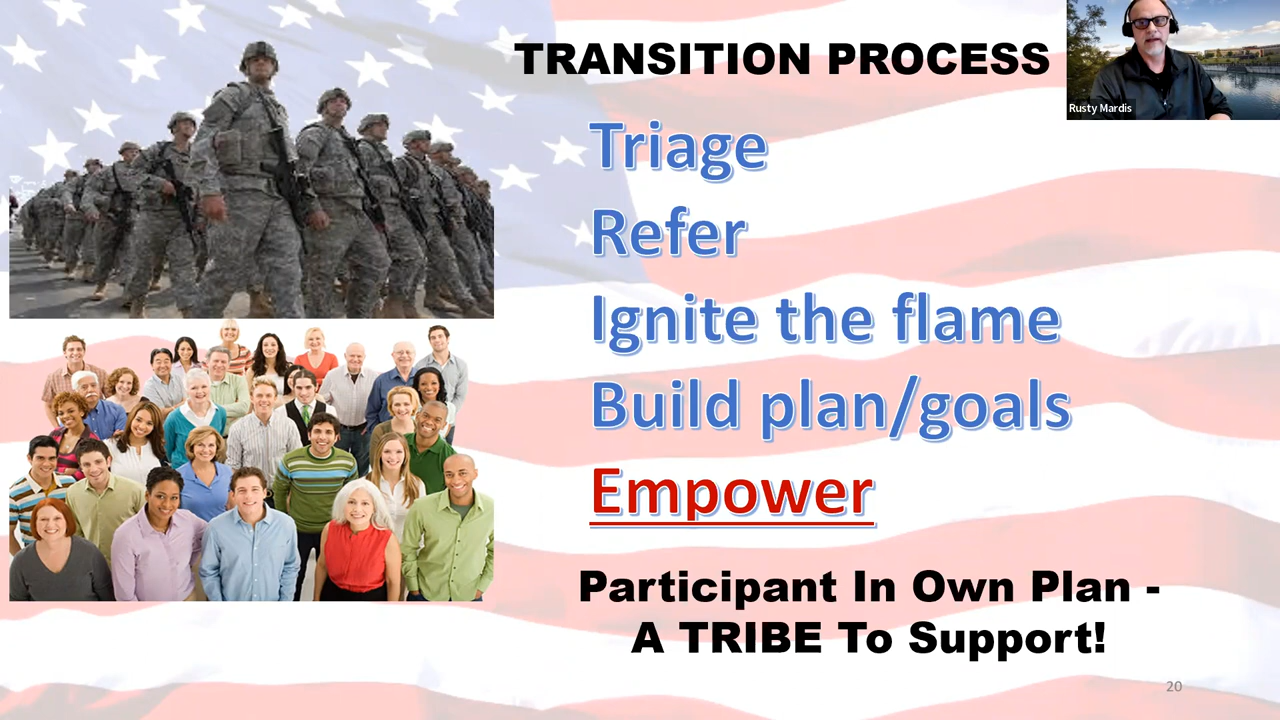 TRANSITION PROCESS
Rusty Mardis
Triage
Refer
Ignite the flame
Build plan/goals
Empower
Participant In Own Plan -
A TRIBE To Support!
20